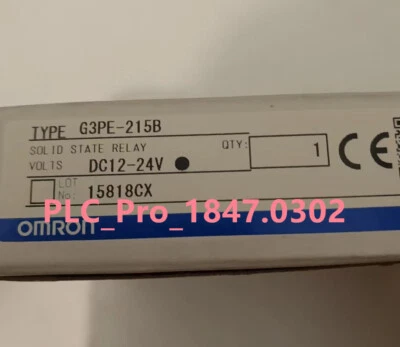 TYPE G3PE-215B
SOLID STATE RELAY QTY: 1
VOLTS DC12-24V
LOT No: 15818CX
CE
PLC_Pro_1847.0302
OMRON